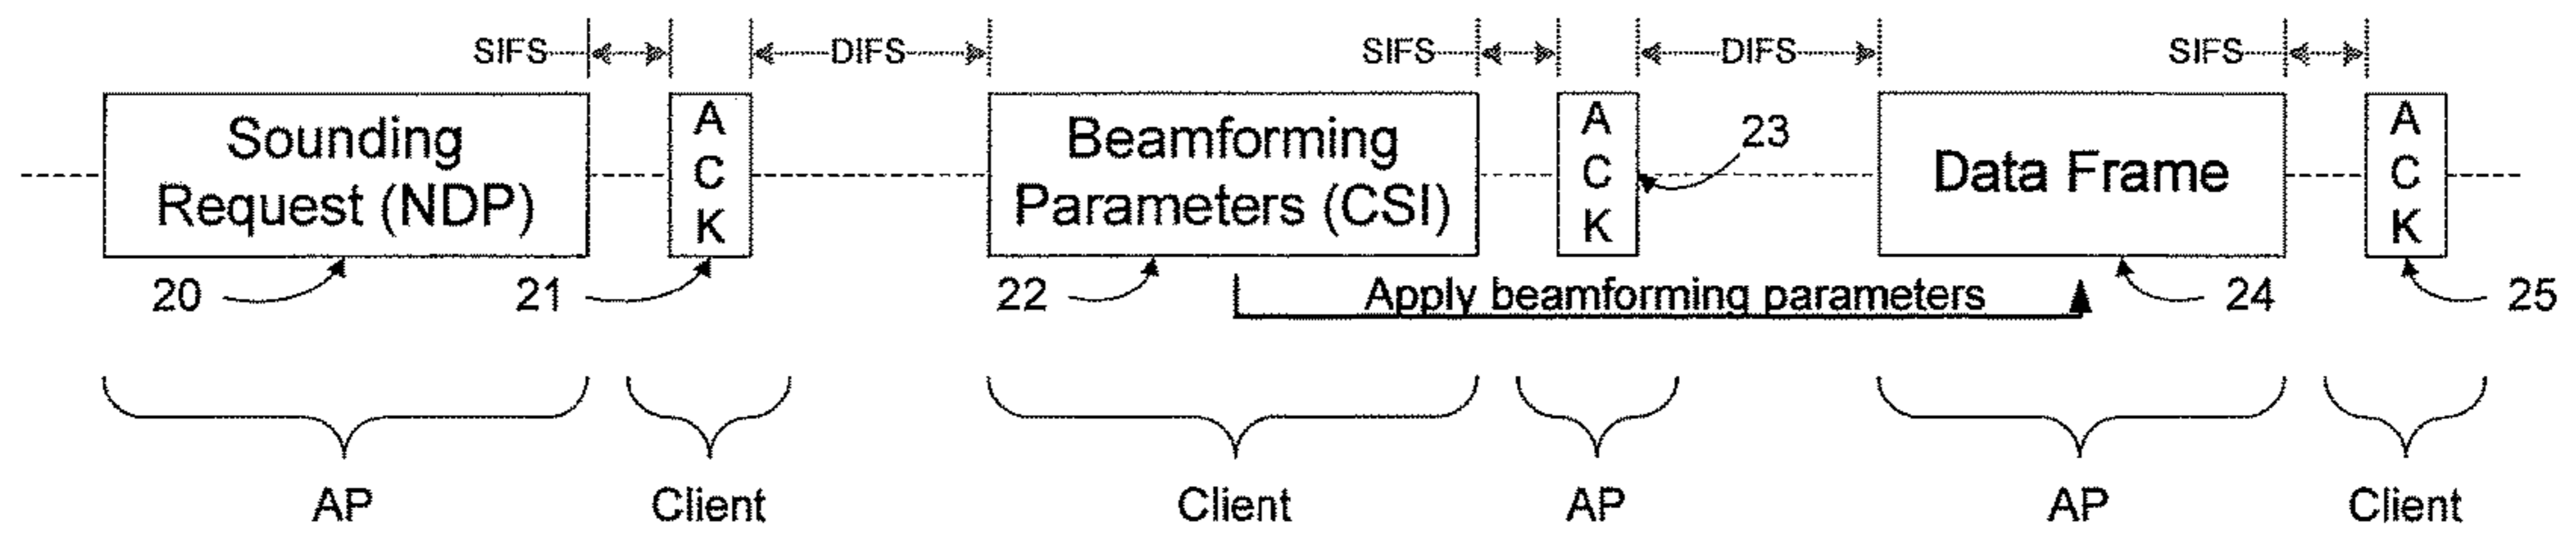 SIFS DIFS SIFS DIFS SIFS
Sounding
Request (NDP)
A
C
K
Beamforming
Parameters (CSI)
A
C
K
23
Data Frame
A
C
K
20 21 22 Apply beamforming parameters 24 25
AP Client Client AP AP Client